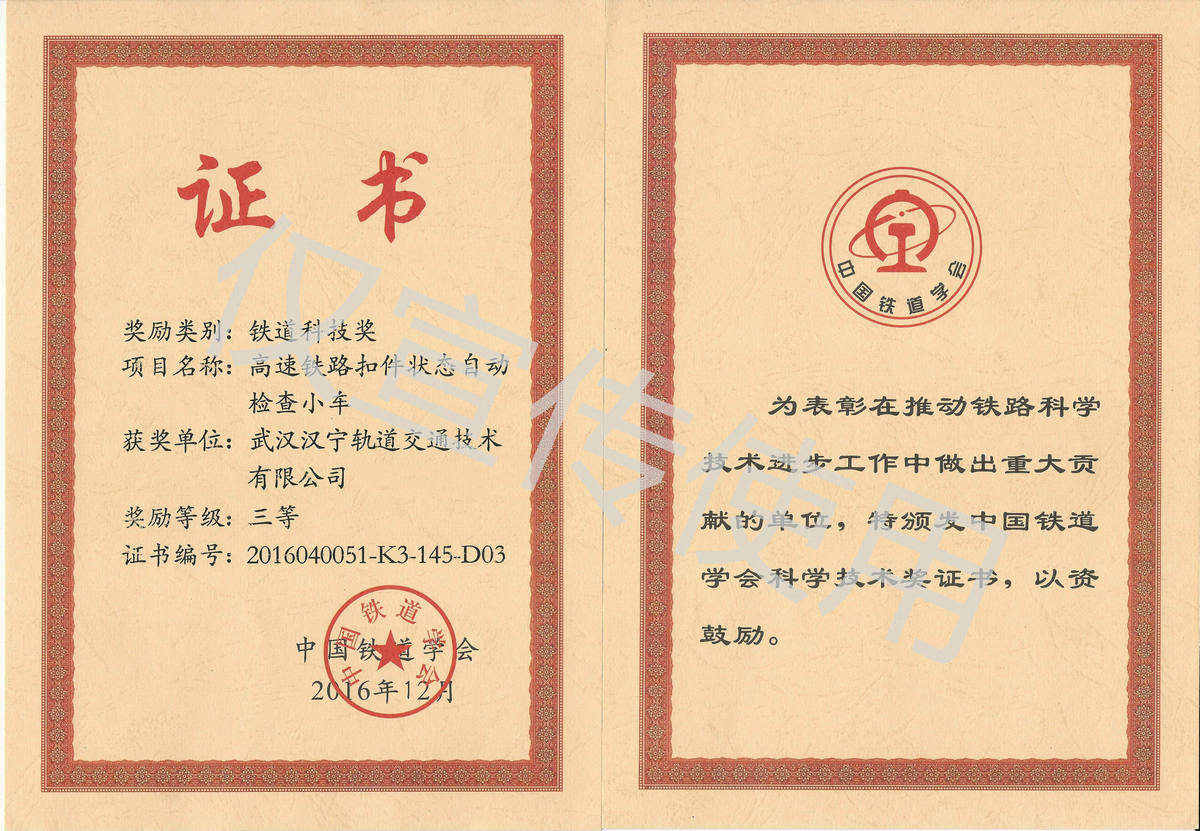 证书
奖励类别：铁道科技奖
项目名称：高速铁路扣件状态自动
检查小车
获奖单位：武汉汉宁轨道交通技术
有限公司
奖励等级：三等
证书编号：2016040051-K3-145-D03
中国铁道学会
2016年12月
中国铁道学会
中国铁道学会
为表彰在推动铁路科学
技术进步工作中做出重大贡
献的单位，特颁发中国铁道
学会科学技术奖证书，以资
鼓励。
仅宣传使用